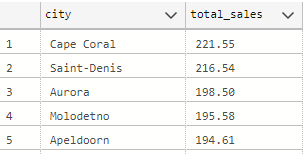 city total_sales
1 Cape Coral 221.55
2 Saint-Denis 216.54
3 Aurora 198.50
4 Molodetno 195.58
5 Apeldoorn 194.61